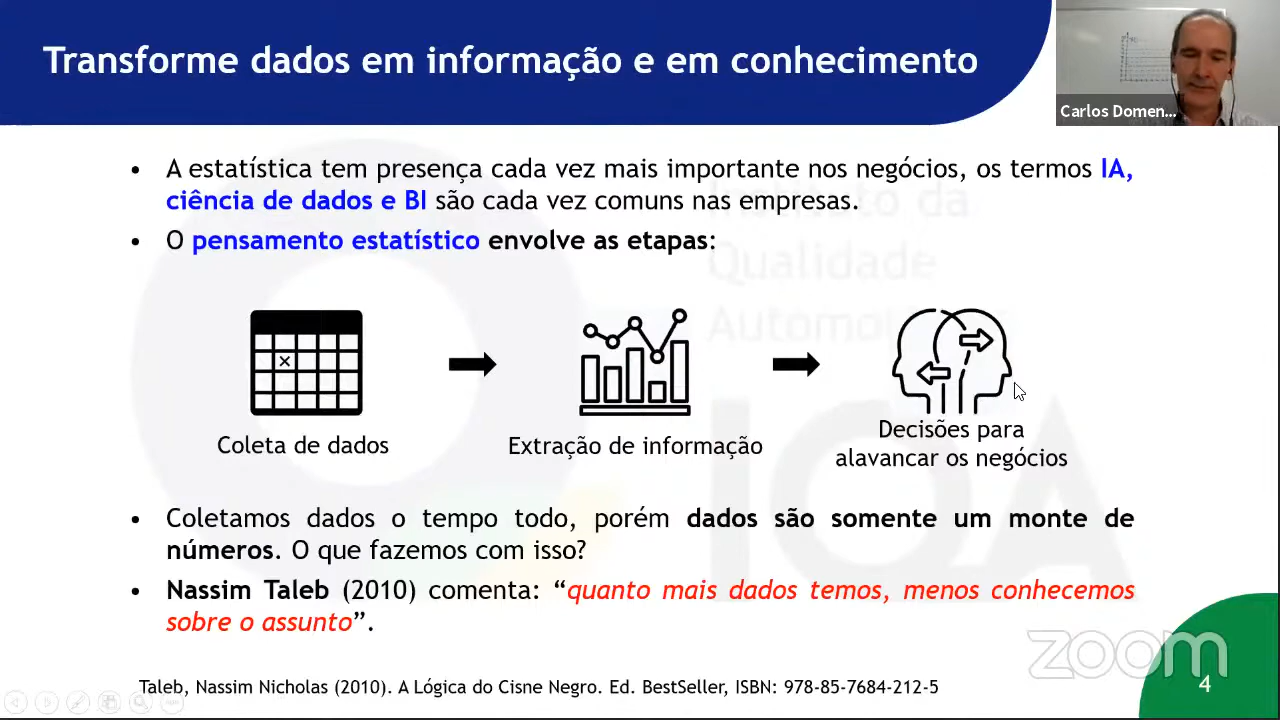 Transforme dados em informação e em conhecimento
Carlos Domen...
• A estatística tem presença cada vez mais importante nos negócios, os termos IA,
ciência de dados e BI são cada vez comuns nas empresas.
• O pensamento estatístico envolve as etapas:
Instituto da
Qualidade
Coleta de dados
Extração de informação
Decisões para
alavancar os negócios
IQA
• Coletamos dados o tempo todo, porém dados são somente um monte de
números. O que fazemos com isso?
• Nassim Taleb (2010) comenta: “quanto mais dados temos, menos conhecemos
sobre o assunto”.
zoom
Taleb, Nassim Nicholas (2010). A Lógica do Cisne Negro. Ed. BestSeller, ISBN: 978-85-7684-212-5
4